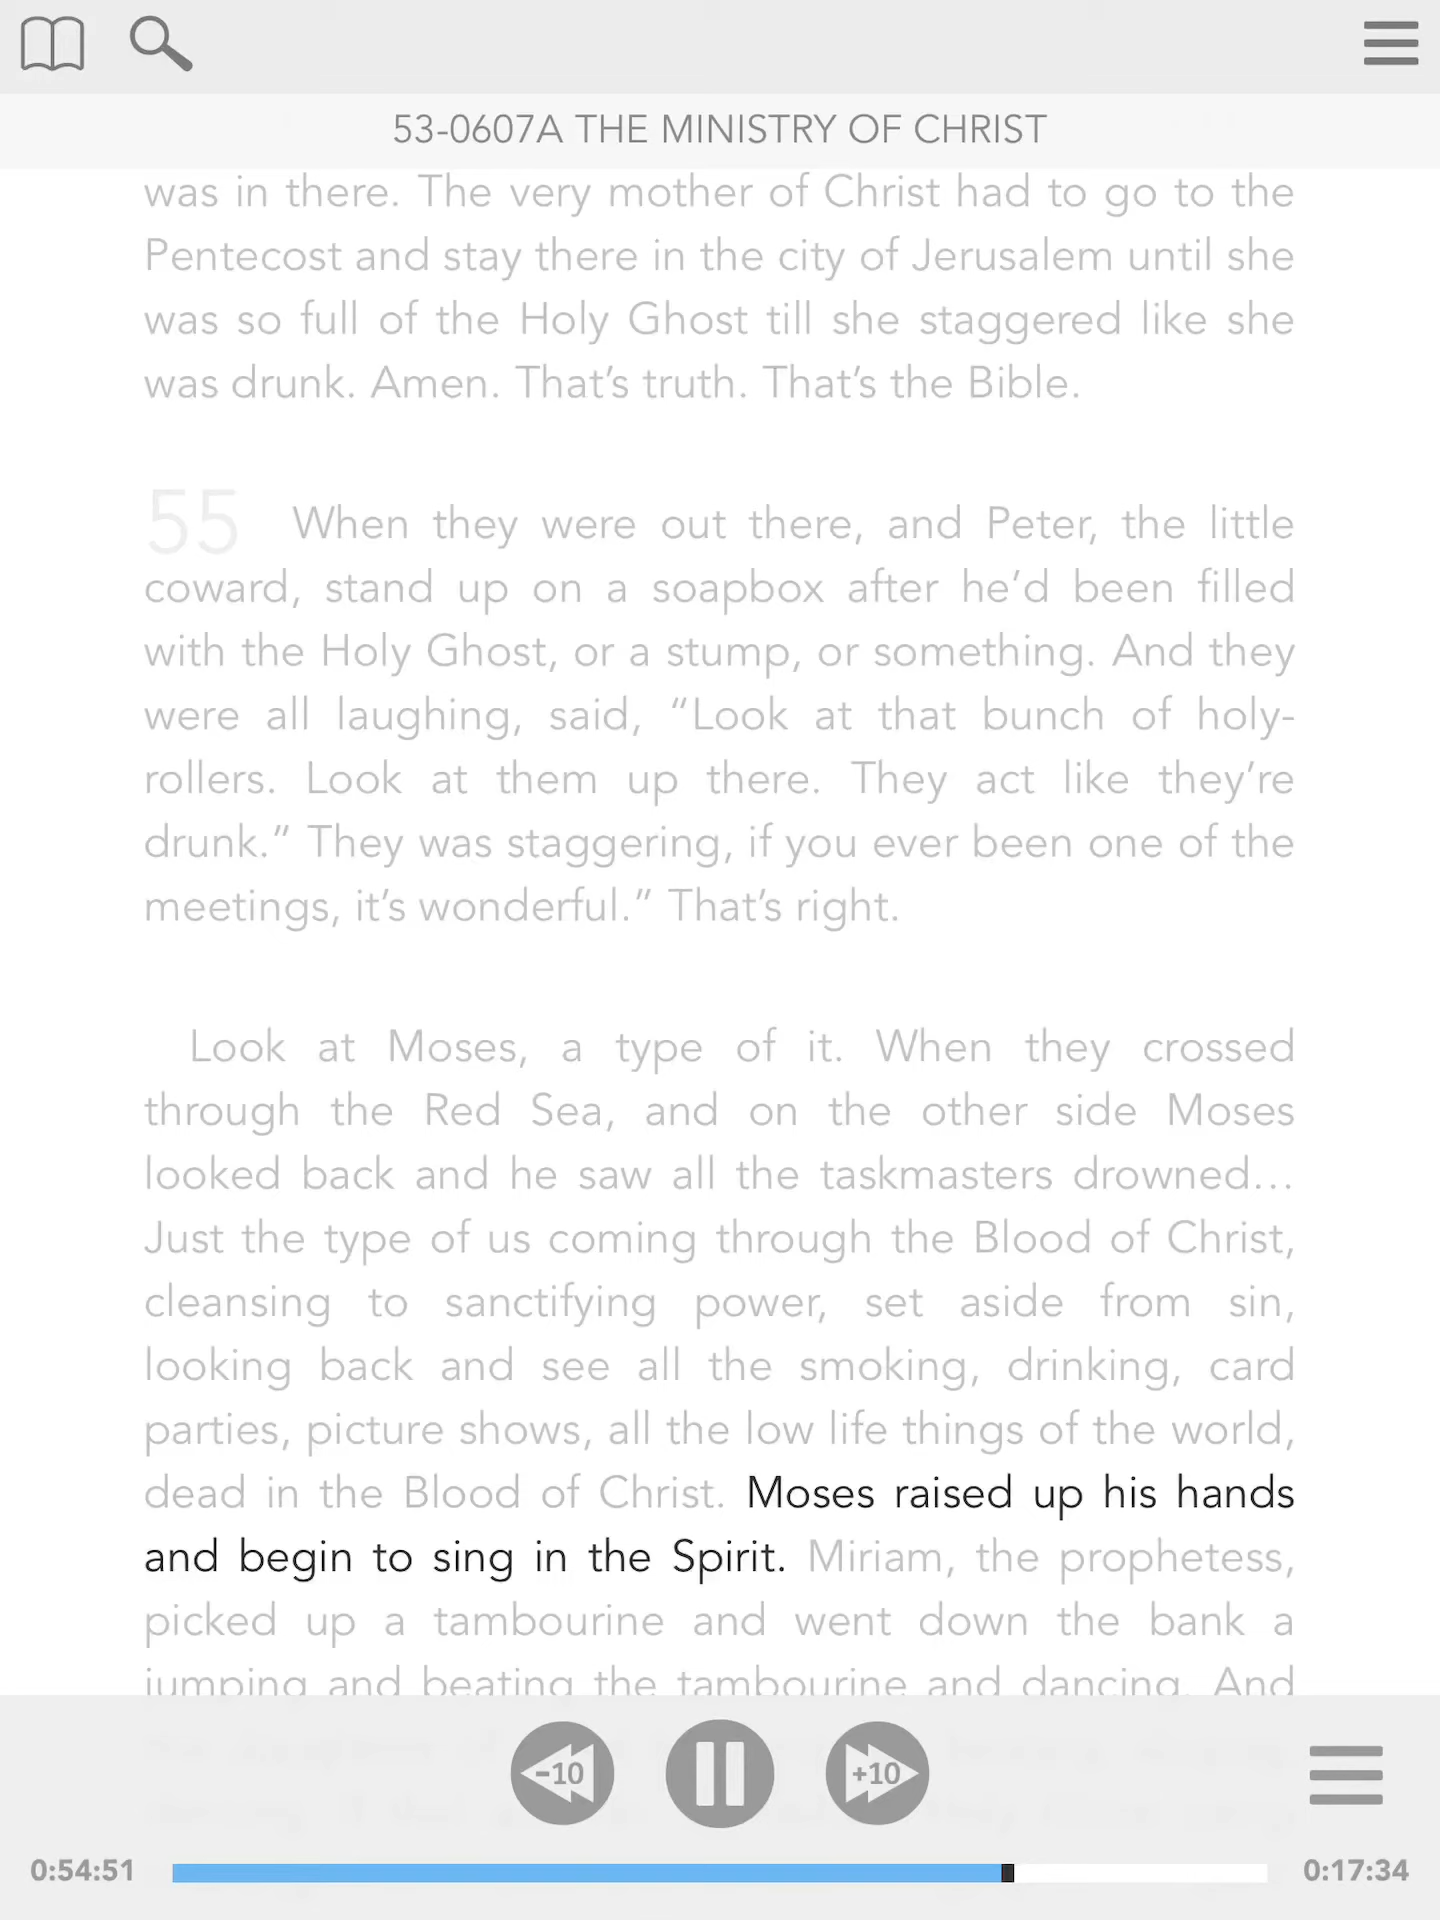 53-0607A THE MINISTRY OF CHRIST
was in there. The very mother of Christ had to go to the
Pentecost and stay there in the city of Jerusalem until she
was so full of the Holy Ghost till she staggered like she
was drunk. Amen. That’s truth. That’s the Bible.
55 When they were out there, and Peter, the little
coward, stand up on a soapbox after he’d been filled
with the Holy Ghost, or a stump, or something. And they
were all laughing, said, “Look at that bunch of holy-
rollers. Look at them up there. They act like they’re
drunk.” They was staggering, if you ever been one of the
meetings, it’s wonderful.” That’s right.
Look at Moses, a type of it. When they crossed
through the Red Sea, and on the other side Moses
looked back and he saw all the taskmasters drowned…
Just the type of us coming through the Blood of Christ,
cleansing to sanctifying power, set aside from sin,
looking back and see all the smoking, drinking, card
parties, picture shows, all the low life things of the world,
dead in the Blood of Christ. Moses raised up his hands
and begin to sing in the Spirit. Miriam, the prophetess,
picked up a tambourine and went down the bank a
jumping and beating the tambourine and dancing. And
-10 +10
0:54:51 0:17:34